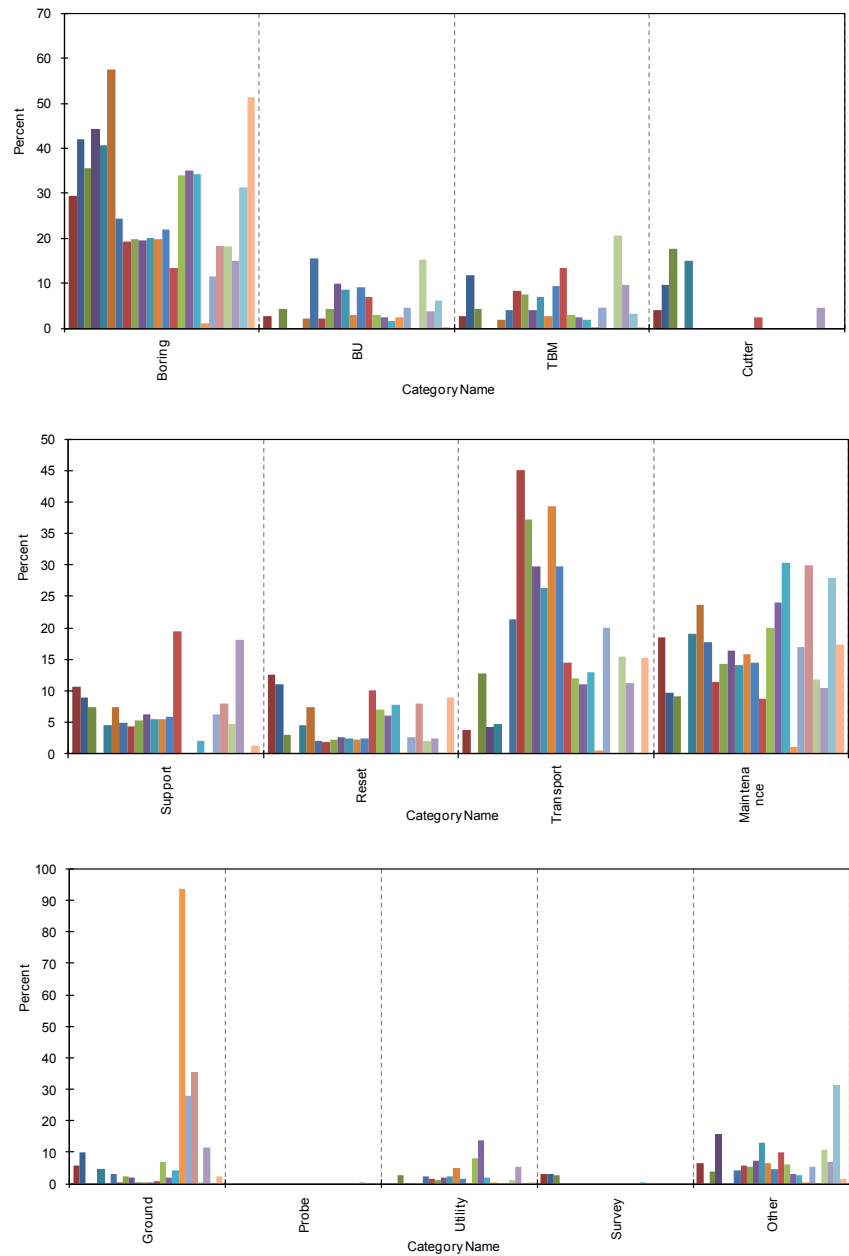 70
60
50
40
30
20
10
0
Percent
Boring
BU
TBM
Cutter
Category Name
50
45
40
35
30
25
20
15
10
5
0
Percent
Support
Reset
Transport
Maintena
nce
Category Name
100
90
80
70
60
50
40
30
20
10
0
Percent
Ground
Probe
Utility
Survey
Other
Category Name